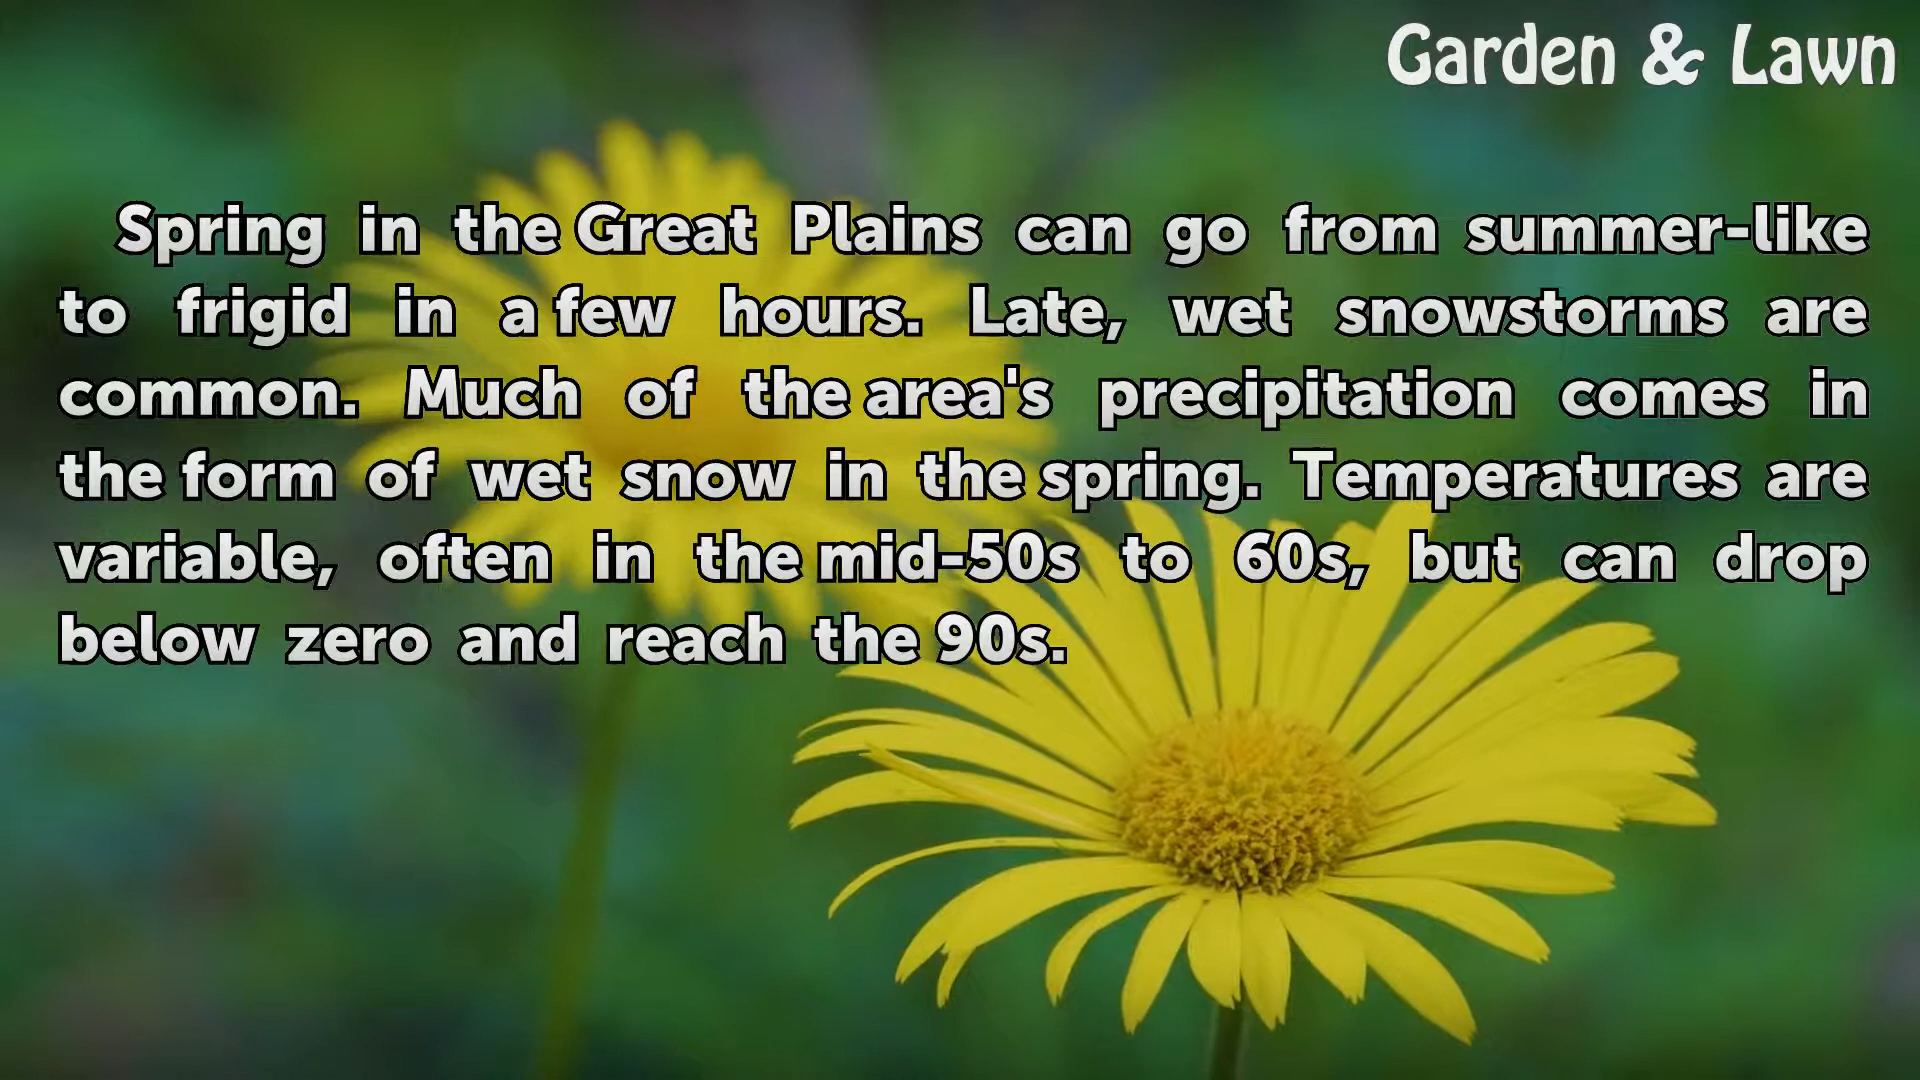 Garden & Lawn
Spring in the Great Plains can go from summer-like
to frigid in a few hours. Late, wet snowstorms are
common. Much of the area's precipitation comes in
the form of wet snow in the spring. Temperatures are
variable, often in the mid-50s to 60s, but can drop
below zero and reach the 90s.